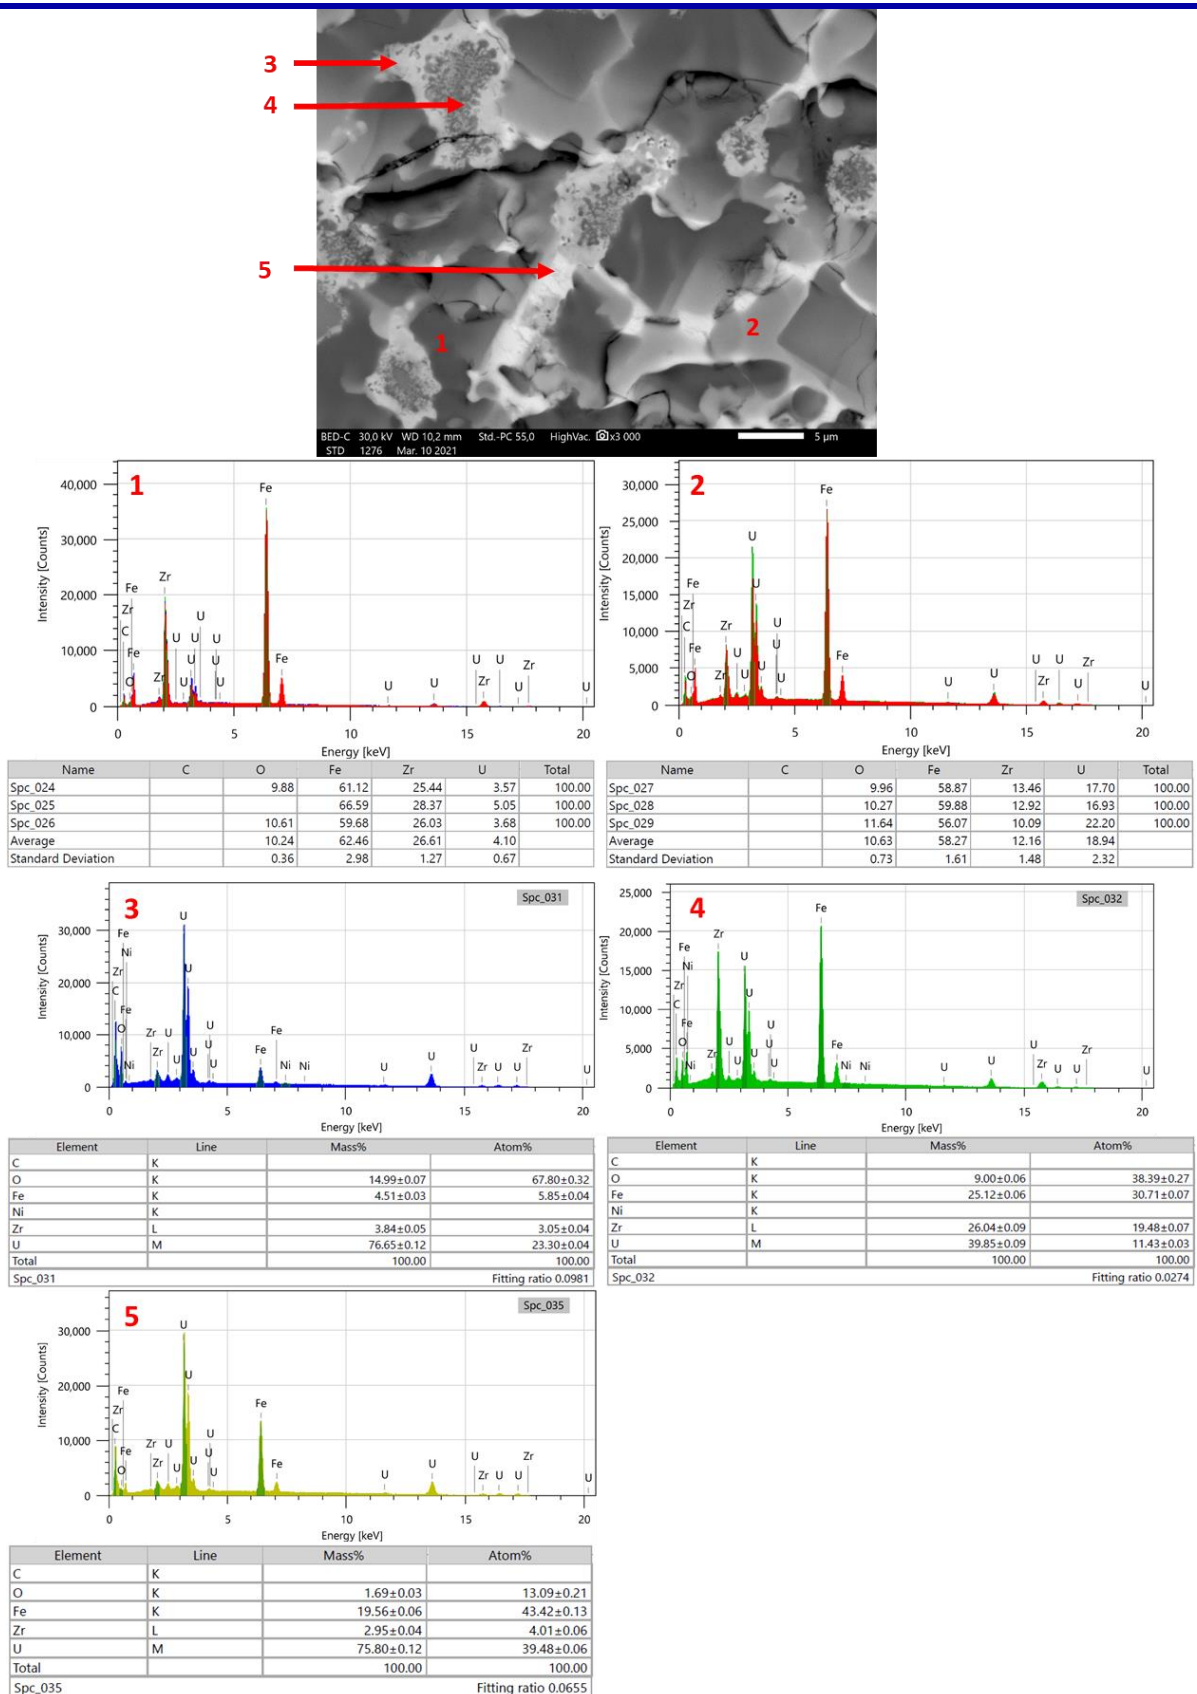 3
4
5
1
2
BED-C 30,0 kV WD 10,2 mm Std.-PC 55,0 HighVac. x3 000 5 µm
STD 1276 Mar. 10 2021
1
Intensity [Counts]
40,000
30,000
20,000
10,000
0
Fe
Zr
Fe
Zr
C
Fe
O
Zr
U
U
U
U
U
U
U
U
Fe
U
U
U
U
Zr
U
Zr
U
0 5 10 15 20
Energy [keV]
2
Intensity [Counts]
30,000
25,000
20,000
15,000
10,000
5,000
0
Fe
U
U
Fe
Zr
C
Fe
O
Zr
Zr
U
U
U
U
U
U
Fe
U
U
U
Zr
U
U
Zr
U
0 5 10 15 20
Energy [keV]
Name C O Fe Zr U Total
Spc_024 9.88 61.12 25.44 3.57 100.00
Spc_025 66.59 28.37 5.05 100.00
Spc_026 10.61 59.68 26.03 3.68 100.00
Average 10.24 62.46 26.61 4.10
Standard Deviation 0.36 2.98 1.27 0.67
Name C O Fe Zr U Total
Spc_027 9.96 58.87 13.46 17.70 100.00
Spc_028 10.27 59.88 12.92 16.93 100.00
Spc_029 11.64 56.07 10.09 22.20 100.00
Average 10.63 58.27 12.16 18.94
Standard Deviation 0.73 1.61 1.48 2.32
3
Spc_031
Intensity [Counts]
30,000
20,000
10,000
0
U
U
Fe
Ni
Zr
C
Fe
O
Ni
Zr
Zr
U
U
U
U
U
U
Fe
Fe
Ni
Ni
U
U
U
Zr
U
U
Zr
U
0 5 10 15 20
Energy [keV]
4
Spc_032
Intensity [Counts]
25,000
20,000
15,000
10,000
5,000
0
Fe
Zr
U
U
Fe
Ni
Zr
C
Fe
O
Ni
Zr
U
U
U
U
U
U
Fe
Ni
Ni
U
U
U
Zr
U
U
Zr
U
0 5 10 15 20
Energy [keV]
Element Line Mass% Atom%
C K
O K 14.99±0.07 67.80±0.32
Fe K 4.51±0.03 5.85±0.04
Ni K
Zr L 3.84±0.05 3.05±0.04
U M 76.65±0.12 23.30±0.04
Total 100.00 100.00
Spc_031 Fitting ratio 0.0981
Element Line Mass% Atom%
C K
O K 9.00±0.06 38.39±0.27
Fe K 25.12±0.06 30.71±0.07
Ni K
Zr L 26.04±0.09 19.48±0.07
U M 39.85±0.09 11.43±0.03
Total 100.00 100.00
Spc_032 Fitting ratio 0.0274
5
Spc_035
Intensity [Counts]
30,000
20,000
10,000
0
U
U
Fe
Zr
C
Fe
O
Zr
Zr
U
U
U
U
U
U
Fe
Fe
U
U
U
Zr
U
U
Zr
U
0 5 10 15 20
Energy [keV]
Element Line Mass% Atom%
C K
O K 1.69±0.03 13.09±0.21
Fe K 19.56±0.06 43.42±0.13
Zr L 2.95±0.04 4.01±0.06
U M 75.80±0.12 39.48±0.06
Total 100.00 100.00
Spc_035 Fitting ratio 0.0655